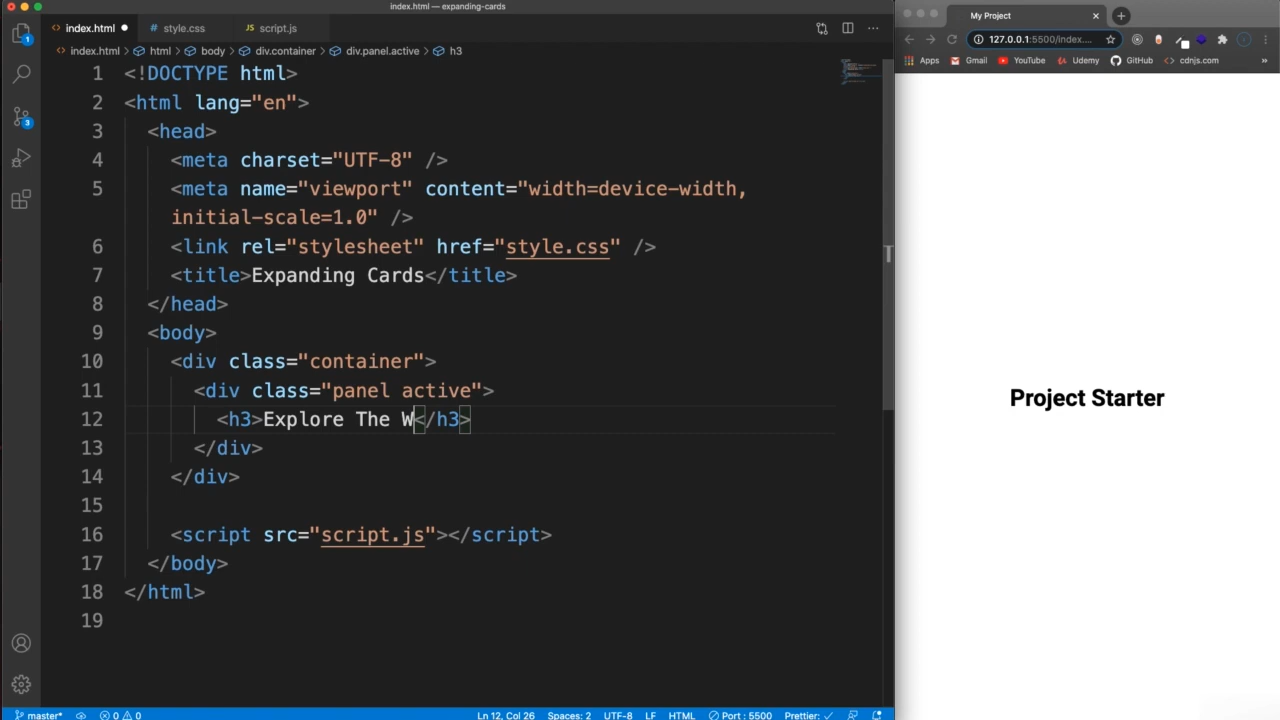 index.html — expanding-cards
index.html
style.css
script.js
index.html > html > body > div.container > div.panel.active > h3
1 <!DOCTYPE html>
2 <html lang="en">
3 <head>
4 <meta charset="UTF-8" />
5 <meta name="viewport" content="width=device-width,
initial-scale=1.0" />
6 <link rel="stylesheet" href="style.css" />
7 <title>Expanding Cards</title>
8 </head>
9 <body>
10 <div class="container">
11 <div class="panel active">
12 <h3>Explore The W</h3>
13 </div>
14 </div>
15
16 <script src="script.js"></script>
17 </body>
18 </html>
19
1
3
master* 0 0 Ln 12, Col 26 Spaces: 2 UTF-8 LF HTML Port : 5500 Prettier: ✓
My Project
127.0.0.1:5500/index....
Apps Gmail YouTube Udemy GitHub cdnjs.com »
Project Starter